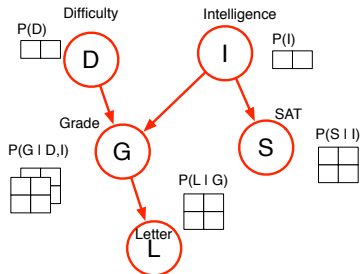 Difficulty
Intelligence
P(D)
P(I)
D
I
Grade
SAT
G
S
P(G | D,I)
P(S | I)
P(L | G)
Letter
L